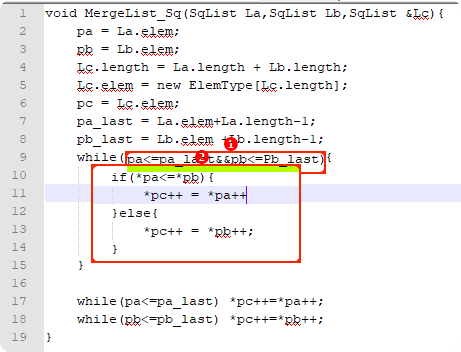 1 void MergeList_Sq(SqList La,SqList Lb,SqList &Lc){
2 pa = La.elem;
3 pb = Lb.elem;
4 Lc.length = La.length + Lb.length;
5 Lc.elem = new ElemType[Lc.length];
6 pc = Lc.elem;
7 pa_last = La.elem+La.length-1;
8 pb_last = Lb.elem +Lb.length-1;
1
9 while(pa<=pa_last&&pb<=Pb_last){
2
10 if(*pa<=*pb){
11 *pc++ = *pa++
12 }else{
13 *pc++ = *pb++;
14 }
15 }
16
17 while(pa<=pa_last) *pc++=*pa++;
18 while(pb<=pb_last) *pc++=*pb++;
19 }